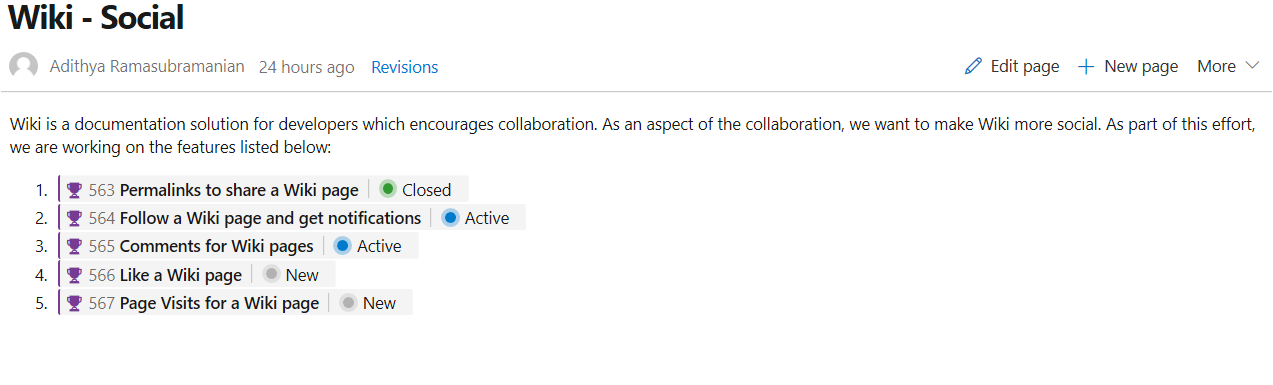 Wiki - Social
Adithya Ramasubramanian 24 hours ago Revisions Edit page New page More
Wiki is a documentation solution for developers which encourages collaboration. As an aspect of the collaboration, we want to make Wiki more social. As part of this effort,
we are working on the features listed below:
1. 563 Permalinks to share a Wiki page Closed
2. 564 Follow a Wiki page and get notifications Active
3. 565 Comments for Wiki pages Active
4. 566 Like a Wiki page New
5. 567 Page Visits for a Wiki page New